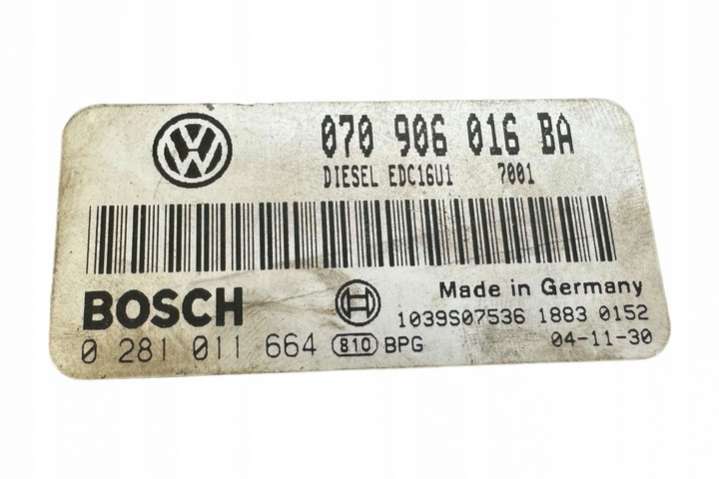 070 906 016 BA
DIESEL EDC16U1 7001
BOSCH
Made in Germany
1039S07536 1883 0152
0 281 011 664 810 BPG
04-11-30